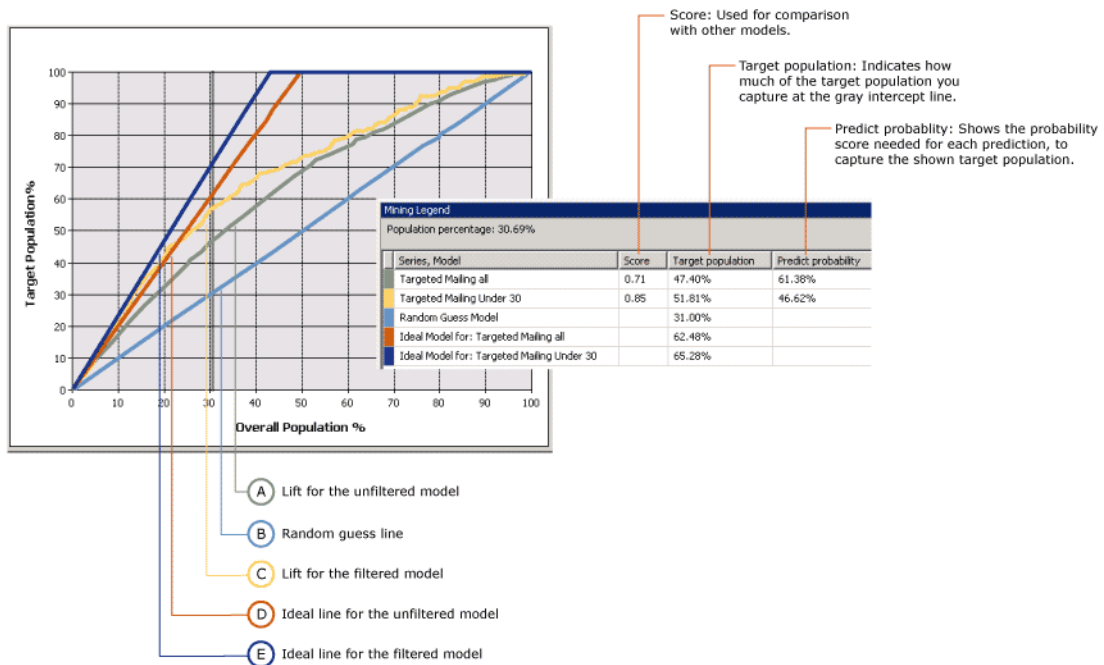 Score: Used for comparison
with other models.
Target population: Indicates how
much of the target population you
capture at the gray intercept line.
Predict probablity: Shows the probability
score needed for each prediction, to
capture the shown target population.
Target Population%
100
90
80
70
60
50
40
30
20
10
0
0 10 20 30 40 50 60 70 80 90 100
Overall Population %
Mining Legend
Population percentage: 30.69%
Series, Model Score Target population Predict probability
Targeted Mailing all 0.71 47.40% 61.38%
Targeted Mailing Under 30 0.85 51.81% 46.62%
Random Guess Model 31.00%
Ideal Model for: Targeted Mailing all 62.48%
Ideal Model for: Targeted Mailing Under 30 65.28%
A Lift for the unfiltered model
B Random guess line
C Lift for the filtered model
D Ideal line for the unfiltered model
E Ideal line for the filtered model